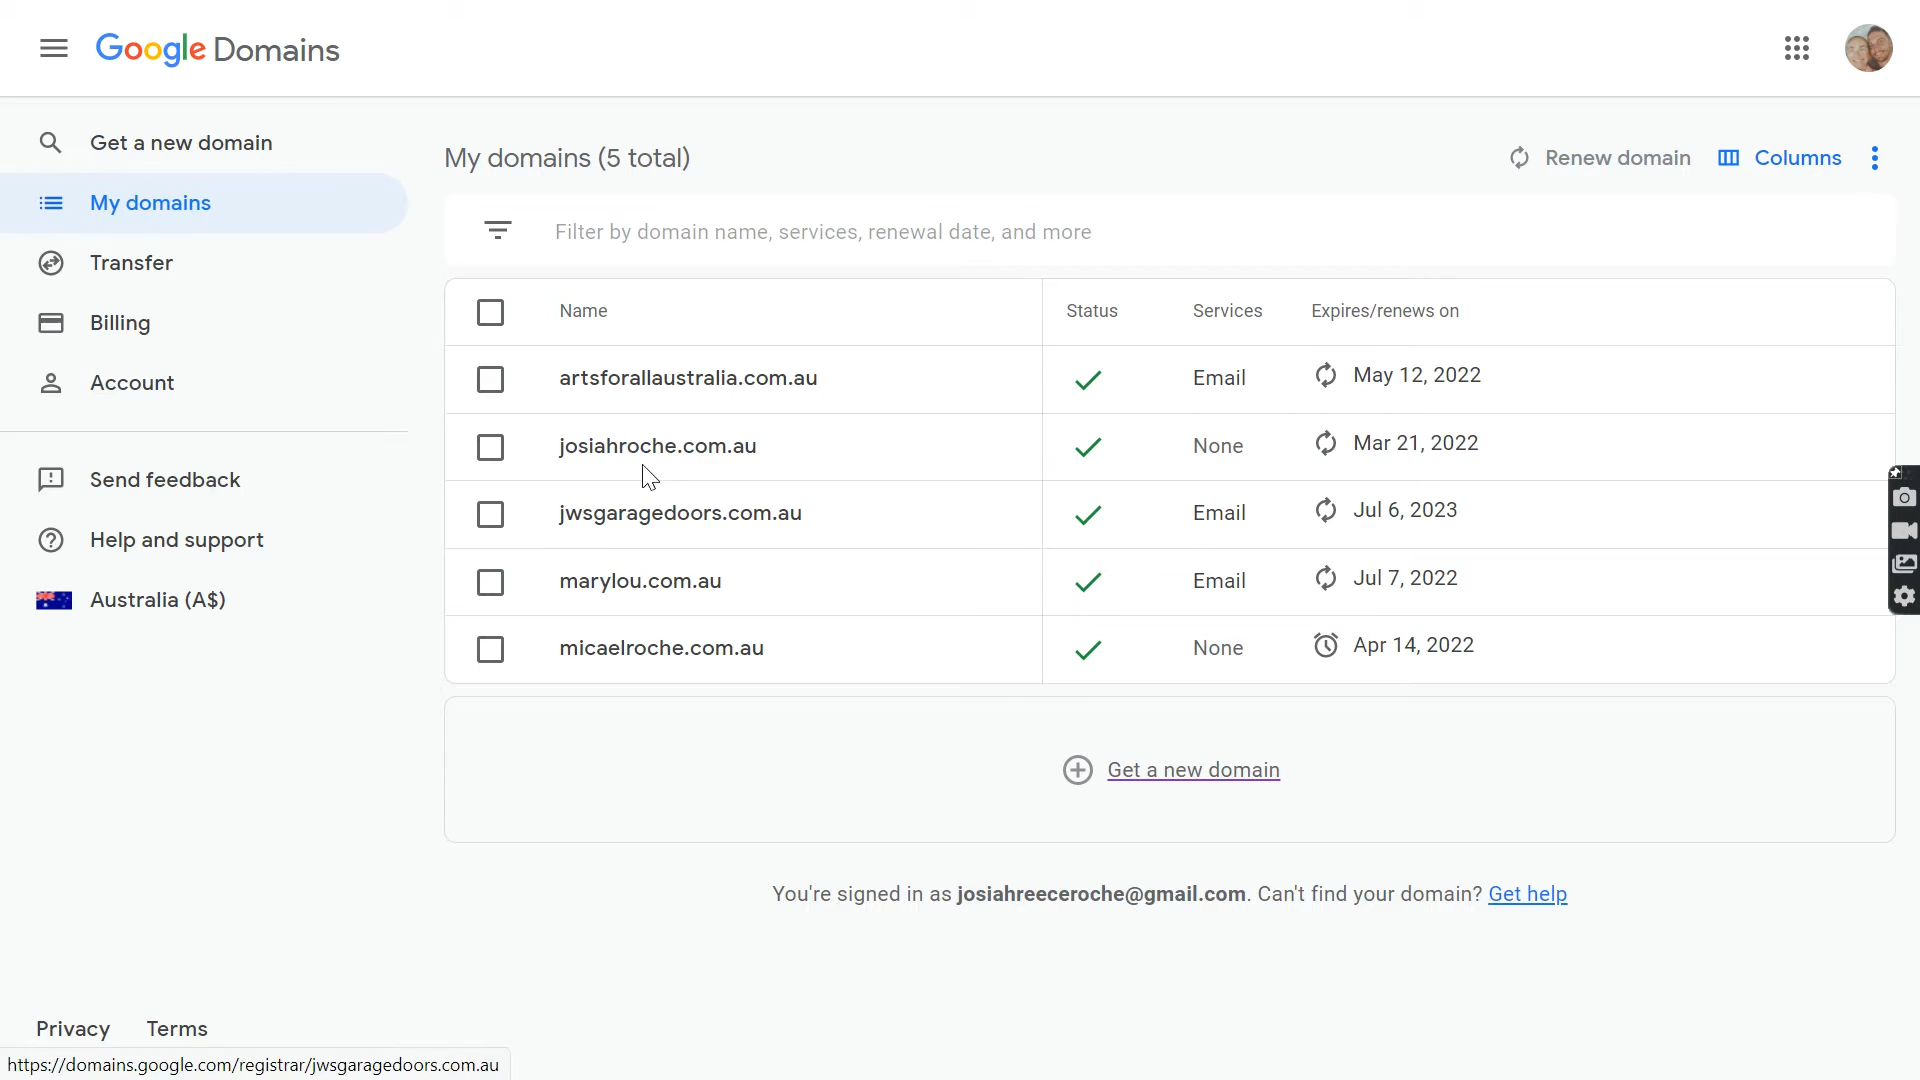 Google Domains
Get a new domain
My domains
Transfer
Billing
Account
Send feedback
Help and support
Australia (A$)
My domains (5 total)
Renew domain
Columns
Filter by domain name, services, renewal date, and more
Name Status Services Expires/renews on
artsforallaustralia.com.au Email May 12, 2022
josiahroche.com.au None Mar 21, 2022
jwsgaragedoors.com.au Email Jul 6, 2023
marylou.com.au Email Jul 7, 2022
micaelroche.com.au None Apr 14, 2022
Get a new domain
You're signed in as josiahreeceroche@gmail.com. Can't find your domain? Get help
Privacy Terms
https://domains.google.com/registrar/jwsgaragedoors.com.au